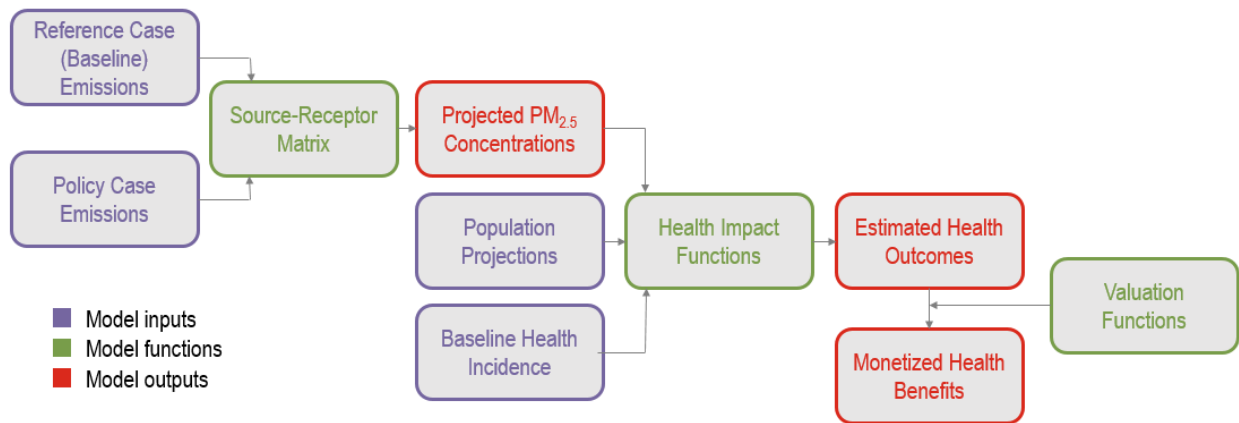 Reference Case
(Baseline)
Emissions
Source-Receptor
Matrix
Projected PM₂.₅
Concentrations
Policy Case
Emissions
Population
Projections
Health Impact
Functions
Estimated Health
Outcomes
Valuation
Functions
Baseline Health
Incidence
Monetized Health
Benefits
Model inputs
Model functions
Model outputs